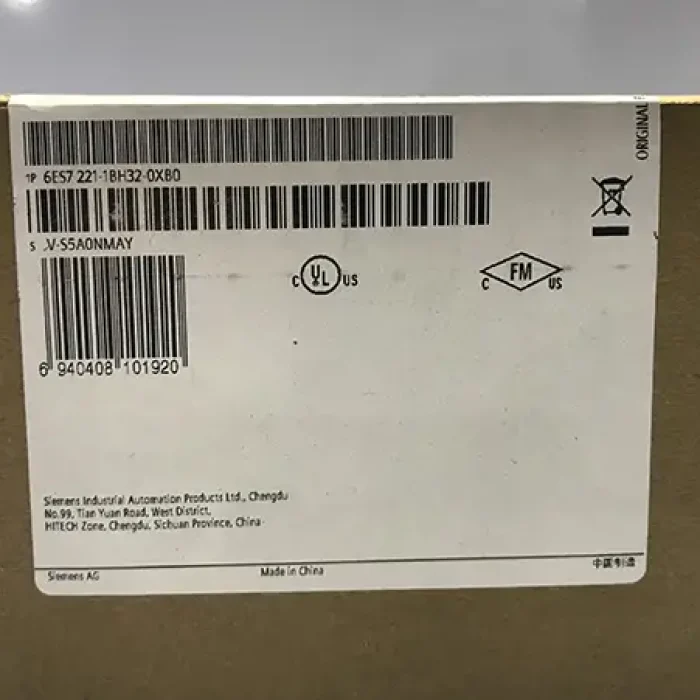 ORIGINAL
1P 6ES7 221-1BH32-0XB0
S V-S5A0NMAY
C UL US
C FM US
6 940408 101920
Siemens Industrial Automation Products Ltd., Chengdu
No.99, Tian Yuan Road, West District,
HITECH Zone, Chengdu, Sichuan Province, China
Siemens AG
Made in China
中国制造